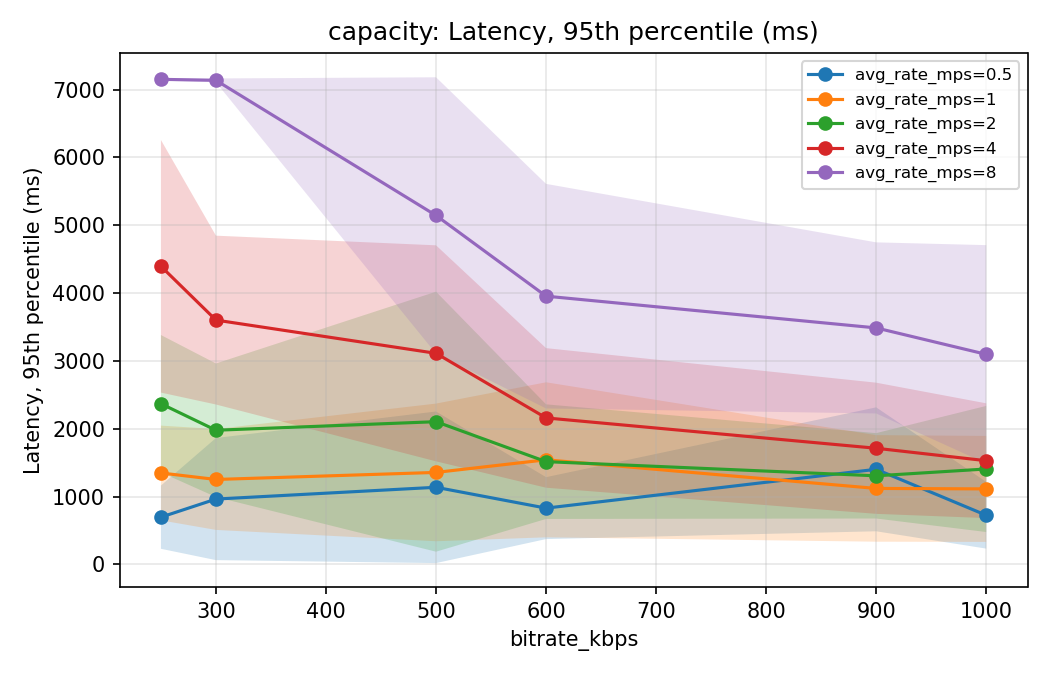 capacity: Latency, 95th percentile (ms)
avg_rate_mps=0.5
avg_rate_mps=1
avg_rate_mps=2
avg_rate_mps=4
avg_rate_mps=8
Latency, 95th percentile (ms)
7000
6000
5000
4000
3000
2000
1000
0
300 400 500 600 700 800 900 1000
bitrate_kbps